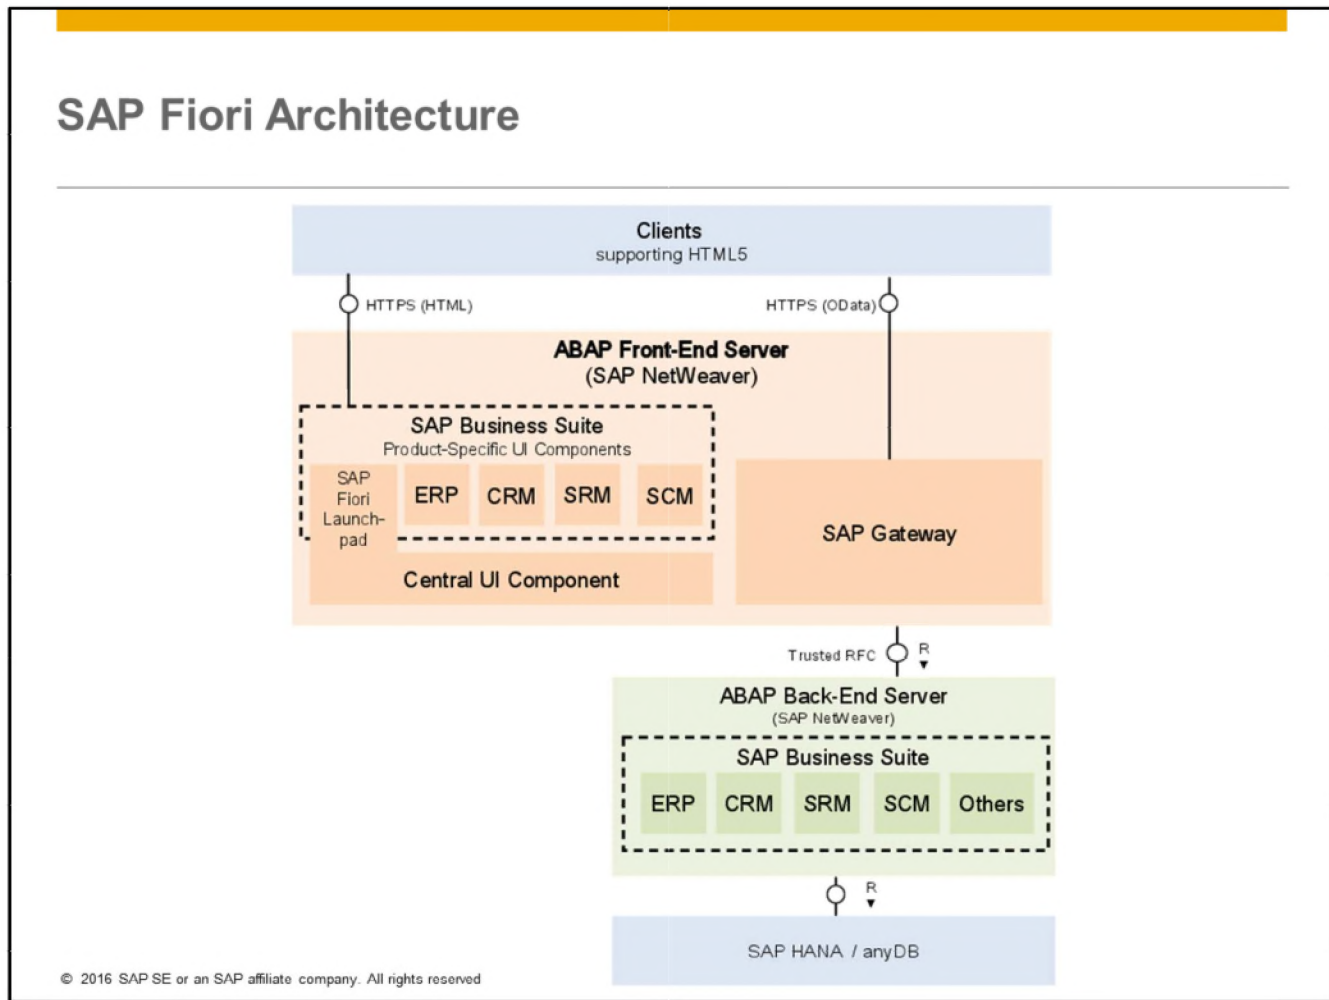 SAP Fiori Architecture
Clients
supporting HTML5
HTTPS (HTML)
HTTPS (OData)
ABAP Front-End Server
(SAP NetWeaver)
SAP Business Suite
Product-Specific UI Components
SAP
Fiori
Launch-
pad
ERP
CRM
SRM
SCM
SAP Gateway
Central UI Component
Trusted RFC
R
ABAP Back-End Server
(SAP NetWeaver)
SAP Business Suite
ERP
CRM
SRM
SCM
Others
R
SAP HANA / anyDB
© 2016 SAP SE or an SAP affiliate company. All rights reserved